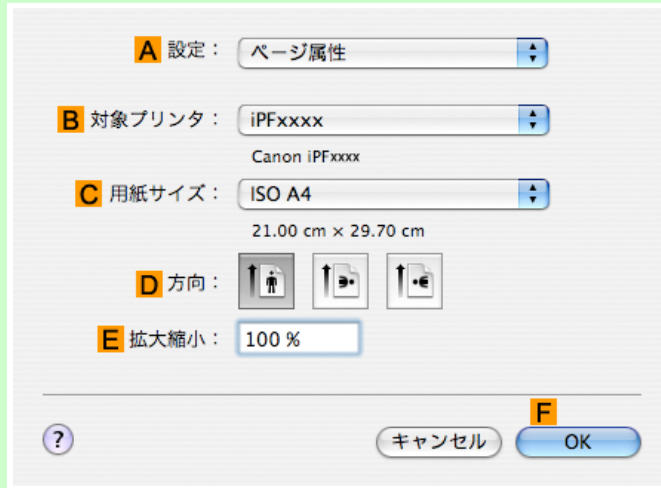 A 設定： ページ属性
B 対象プリンタ： iPFxxxx
Canon iPFxxxx
C 用紙サイズ： ISO A4
21.00 cm × 29.70 cm
D 方向：
E 拡大縮小： 100 %
F
? キャンセル OK